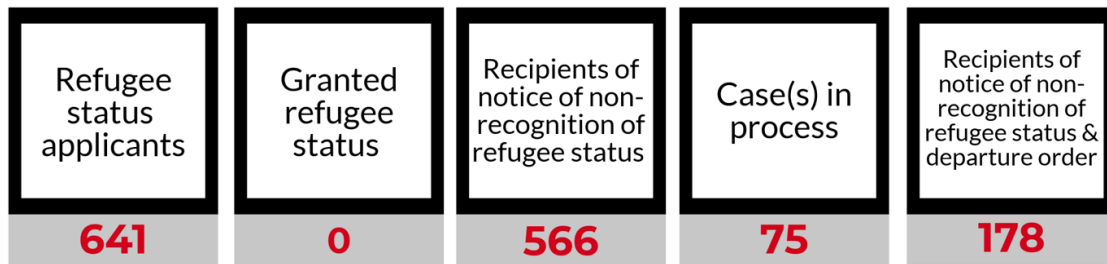 Refugee
status
applicants
641
Granted
refugee
status
0
Recipients of
notice of non-
recognition of
refugee status
566
Case(s) in
process
75
Recipients of
notice of non-
recognition of
refugee status &
departure order
178